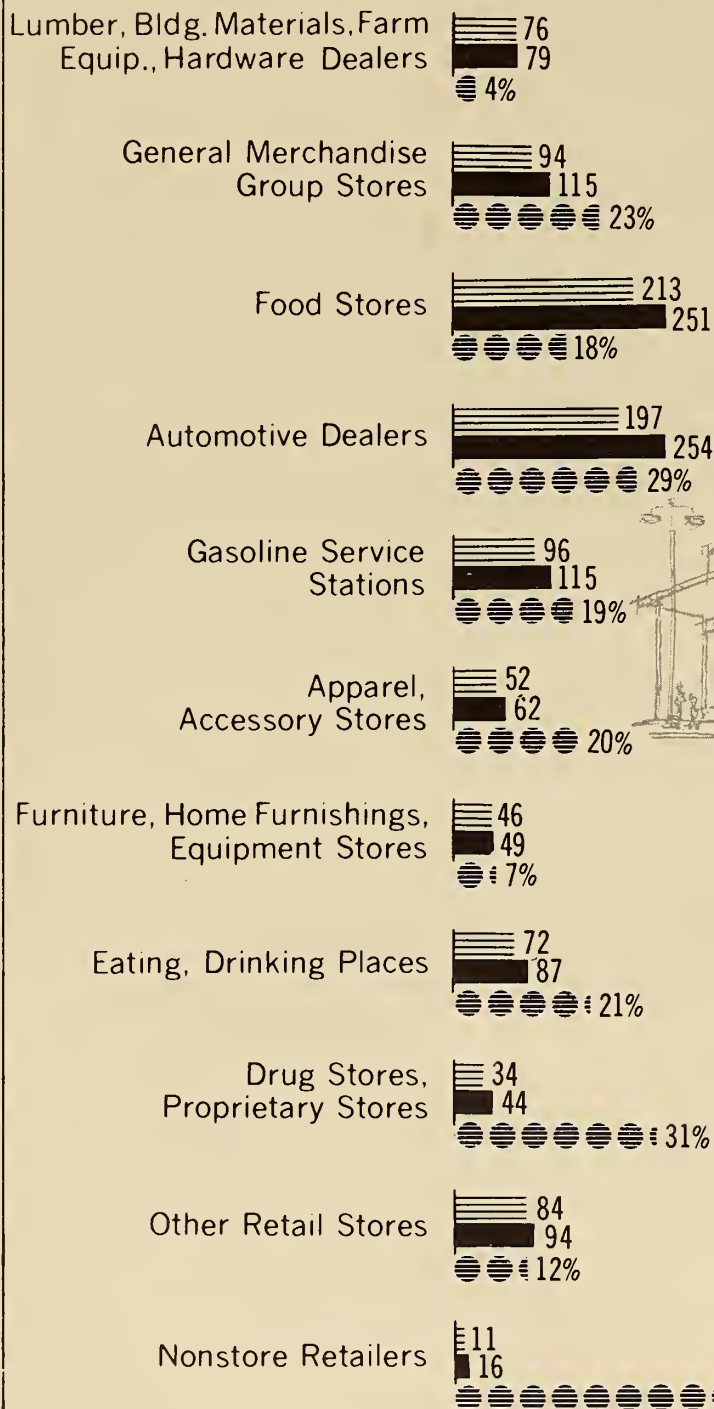 Lumber, Bldg. Materials, Farm
Equip., Hardware Dealers
76
79
4%
General Merchandise
Group Stores
94
115
23%
Food Stores
213
251
18%
Automotive Dealers
197
254
29%
Gasoline Service
Stations
96
115
19%
Apparel,
Accessory Stores
52
62
20%
Furniture, Home Furnishings,
Equipment Stores
46
49
7%
Eating, Drinking Places
72
87
21%
Drug Stores,
Proprietary Stores
34
44
31%
Other Retail Stores
84
94
12%
Nonstore Retailers
11
16